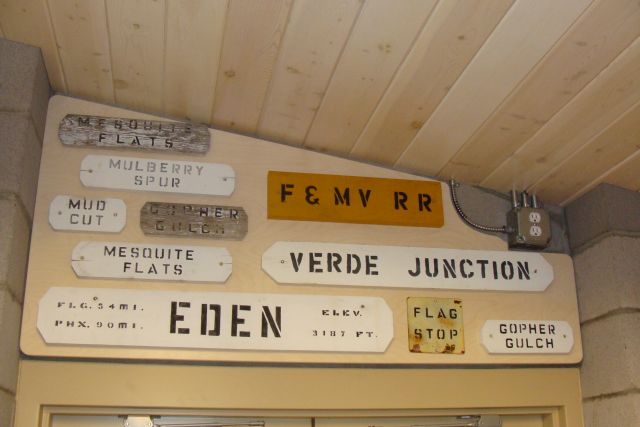 MESQUITE
FLATS
MULBERRY
SPUR
F & MV RR
MUD
CUT
GOPHER
GULCH
MESQUITE
FLATS
VERDE JUNCTION
FLG. 54 MI.
PHX. 90 MI.
EDEN
ELEV.
3187 FT.
FLAG
STOP
GOPHER
GULCH